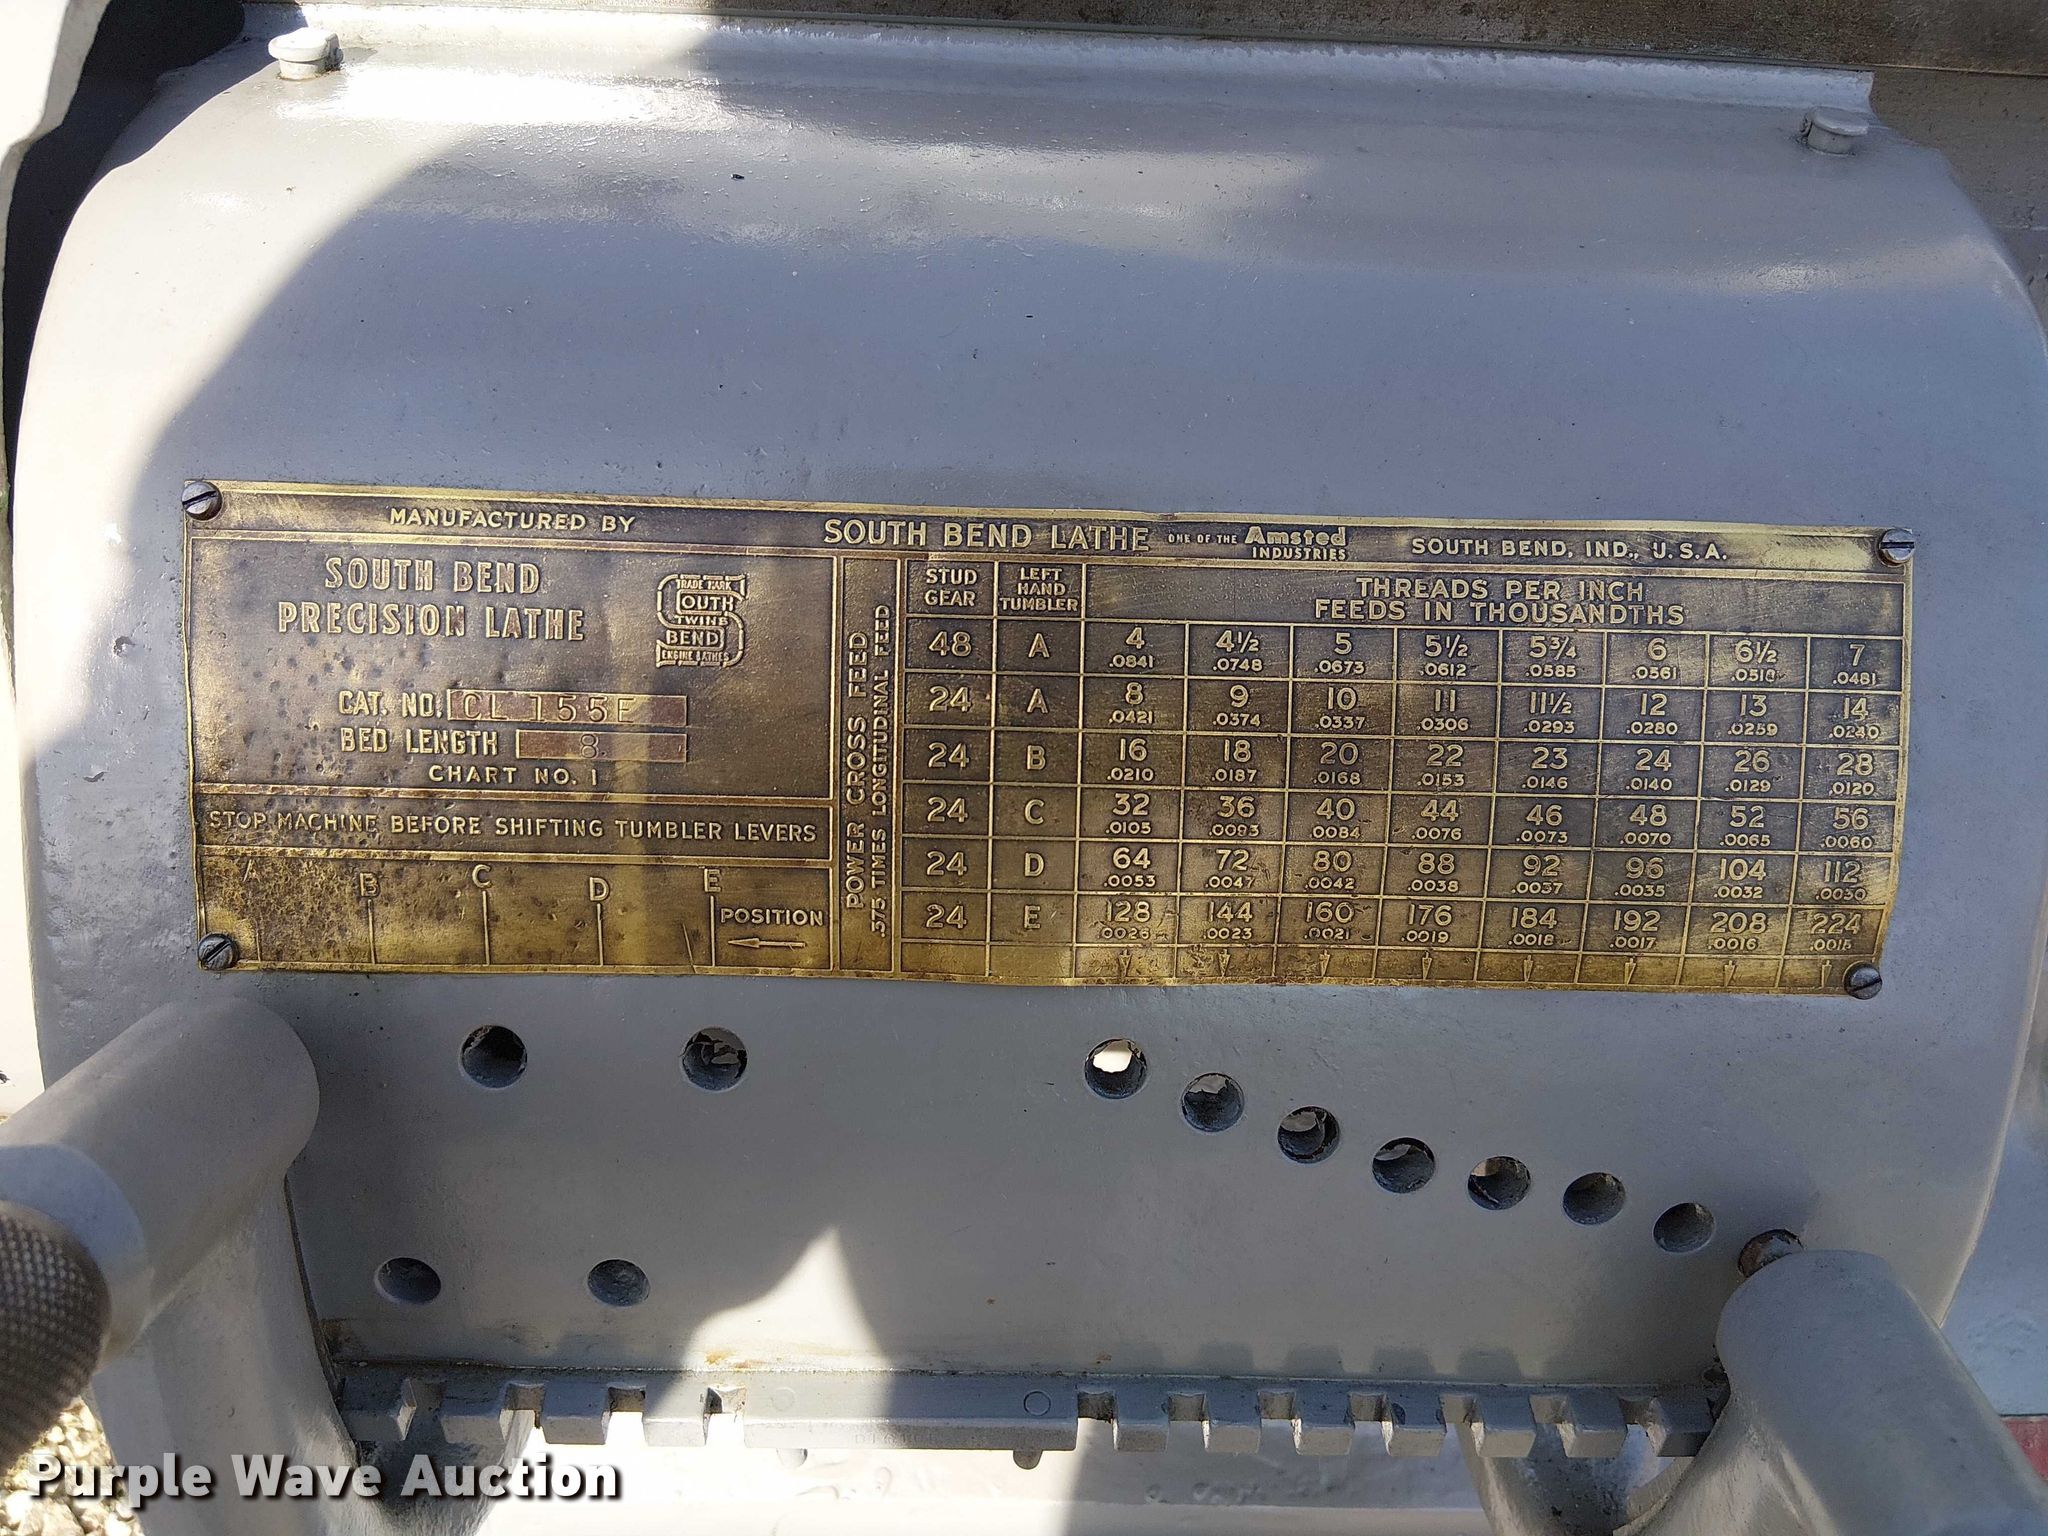 MANUFACTURED BY SOUTH BEND LATHE ONE OF THE Amsted INDUSTRIES SOUTH BEND, IND., U.S.A.
SOUTH BEND
PRECISION LATHE
TRADE MARK
SOUTH
TWINS
BEND
ENGINE LATHES
CAT. NO. CL 155E
BED LENGTH 8
CHART NO. 1
STOP MACHINE BEFORE SHIFTING TUMBLER LEVERS
A B C D E
POSITION
POWER CROSS FEED
.375 TIMES LONGITUDINAL FEED
STUD GEAR LEFT HAND TUMBLER THREADS PER INCH
FEEDS IN THOUSANDTHS
48 A 4 4½ 5 5½ 5¾ 6 6½ 7
.0841 .0748 .0673 .0612 .0585 .0561 .0518 .0481
24 A 8 9 10 11 11½ 12 13 14
.0421 .0374 .0337 .0306 .0293 .0280 .0259 .0240
24 B 16 18 20 22 23 24 26 28
.0210 .0187 .0168 .0153 .0146 .0140 .0129 .0120
24 C 32 36 40 44 46 48 52 56
.0105 .0093 .0084 .0076 .0073 .0070 .0065 .0060
24 D 64 72 80 88 92 96 104 112
.0053 .0047 .0042 .0038 .0037 .0035 .0032 .0030
24 E 128 144 160 176 184 192 208 224
.0026 .0023 .0021 .0019 .0018 .0017 .0016 .0015
Purple Wave Auction